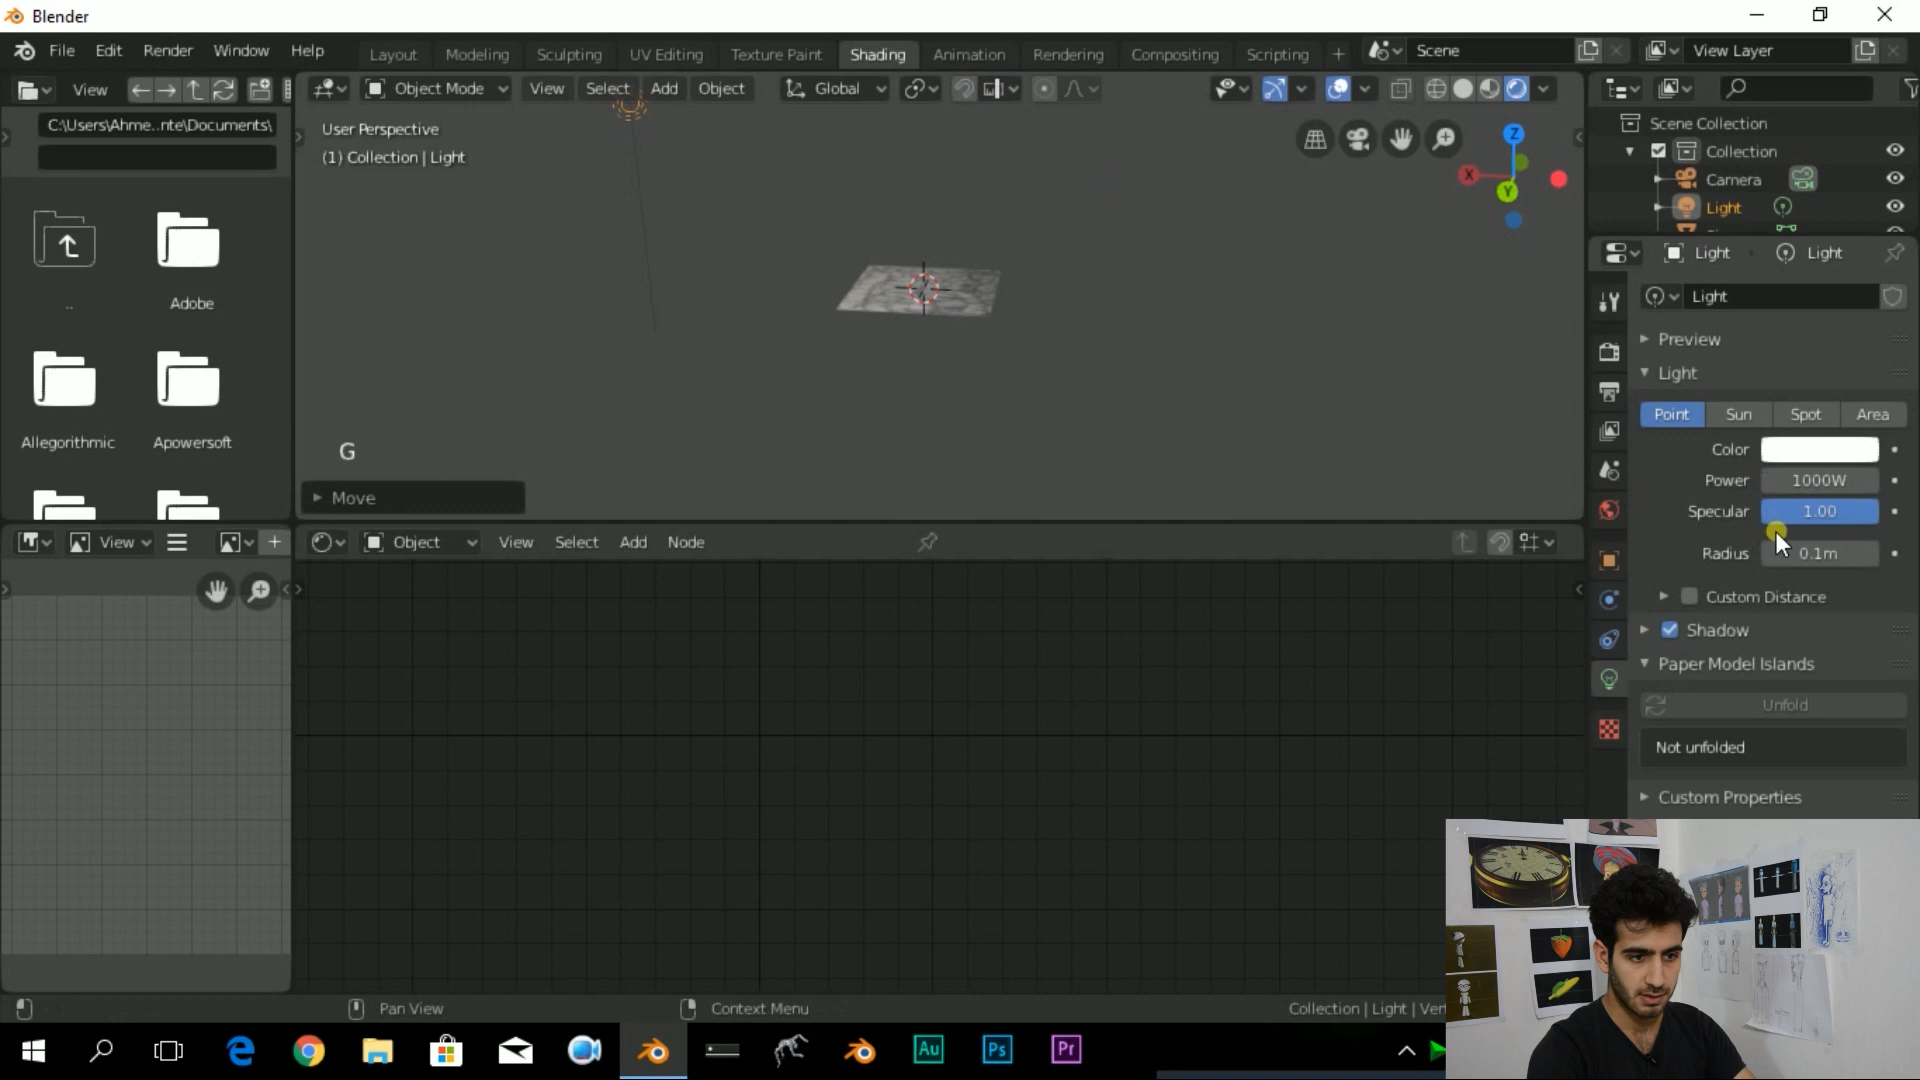 Blender
File Edit Render Window Help
Layout Modeling Sculpting UV Editing Texture Paint Shading Animation Rendering Compositing Scripting +
Scene
View Layer
View
Object Mode View Select Add Object
Global
C:\Users\Ahme..nte\Documents\
User Perspective
(1) Collection | Light
Z
X
Y
Scene Collection
Collection
Camera
Light
Light Light
Light
..
Adobe
Allegorithmic
Apowersoft
G
Move
Preview
Light
Point Sun Spot Area
Color
Power 1000W
Specular 1.00
Radius 0.1m
Custom Distance
Shadow
Paper Model Islands
Unfold
Not unfolded
Custom Properties
View
Object View Select Add Node
Pan View
Context Menu
Collection | Light | Ver
Au
Ps
Pr